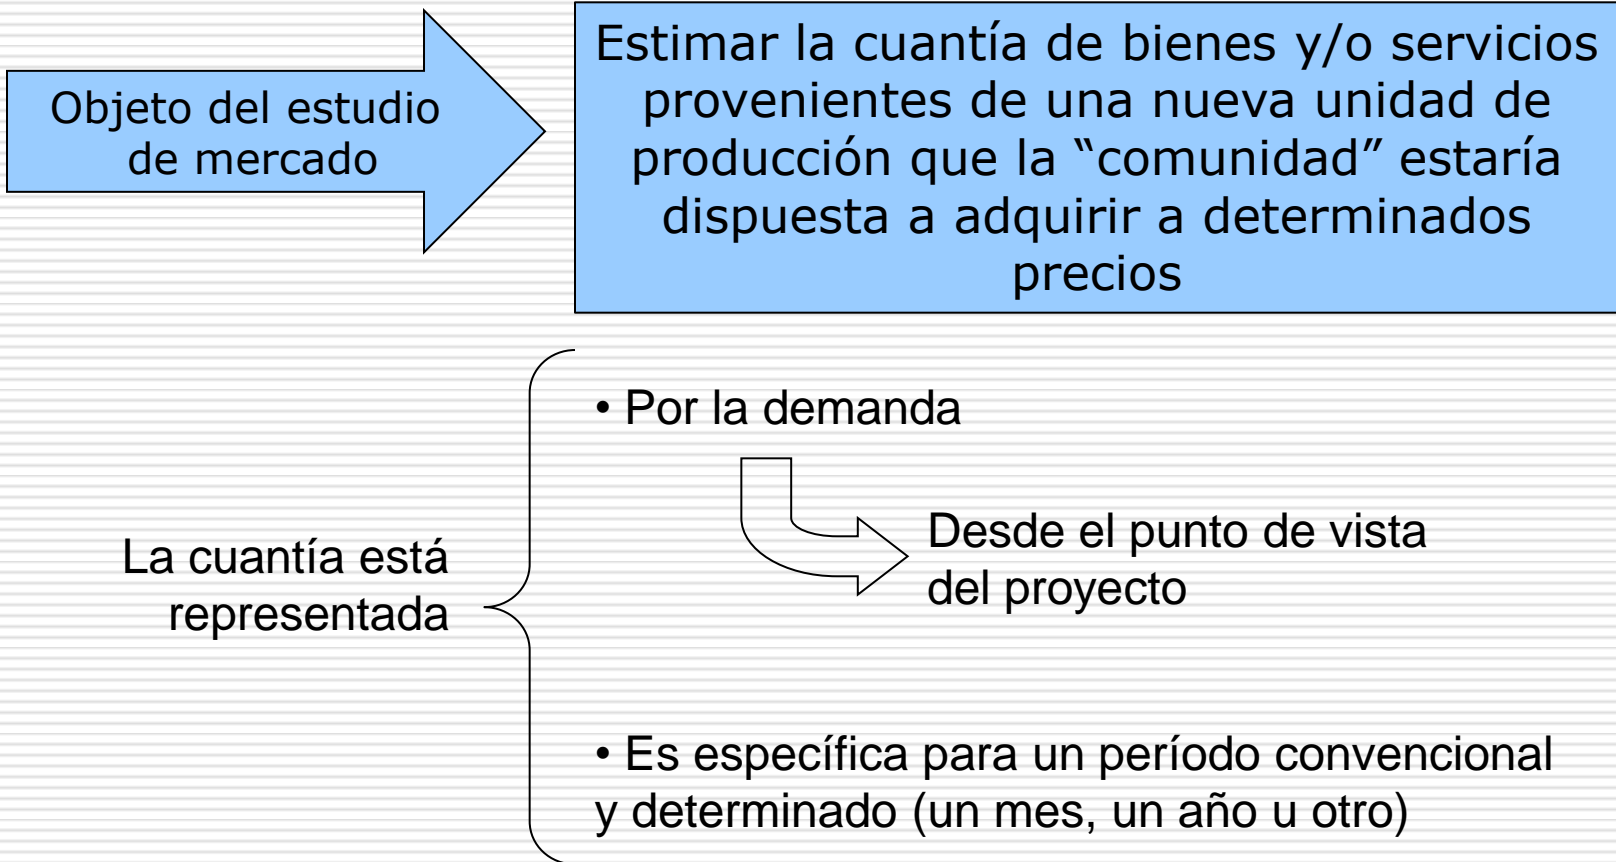 Objeto del estudio
de mercado
Estimar la cuantía de bienes y/o servicios
provenientes de una nueva unidad de
producción que la “comunidad” estaría
dispuesta a adquirir a determinados
precios
• Por la demanda
Desde el punto de vista
del proyecto
La cuantía está
representada
• Es específica para un período convencional
y determinado (un mes, un año u otro)